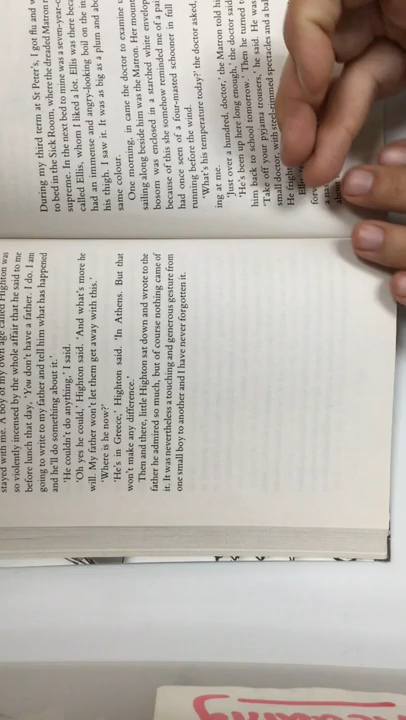 stayed with me. A boy of my own age called Highton was
so violently incensed by the whole affair that he said to me
before lunch that day, 'You don't have a father. I do. I am
going to write to my father and tell him what has happened
and he'll do something about it.'
'He couldn't do anything,' I said.
'Oh yes he could,' Highton said. 'And what's more he
will. My father won't let them get away with this.'
'Where is he now?'
'He's in Greece,' Highton said. 'In Athens. But that
won't make any difference.'
Then and there, little Highton sat down and wrote to the
father he admired so much, but of course nothing came of
it. It was nevertheless a touching and generous gesture from
one small boy to another and I have never forgotten it.
During my third term at St Peter's, I got flu and
to bed in the Sick Room, where the dreaded Matron
supreme. In the next bed to mine was a seven-year-
called Ellis, whom I liked a lot. Ellis was there
had an immense and angry-looking boil on the
his thigh. I saw it. It was as big as a plum and
same colour.
One morning, in came the doctor to examine
sailing along beside him was the Matron. Her
bosom was enclosed in a starched white
because of this she somehow reminded me of a
had once seen of a four-masted schooner in full
running before the wind.
'What's his temperature today?' the doctor asked,
ing at me.
'Just over a hundred, doctor,' the Matron told
'He's been up here long enough,' the doctor
him back to school tomorrow.' Then he turned
'Take off your pyjama trousers,' he said. He was
small doctor, with steel-rimmed spectacles and a
He